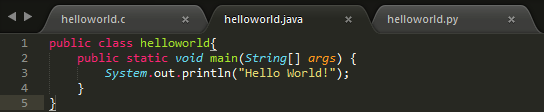 helloworld.c × helloworld.java × helloworld.py ×
1 public class helloworld{
2 public static void main(String[] args) {
3 System.out.println("Hello World!");
4 }
5 }